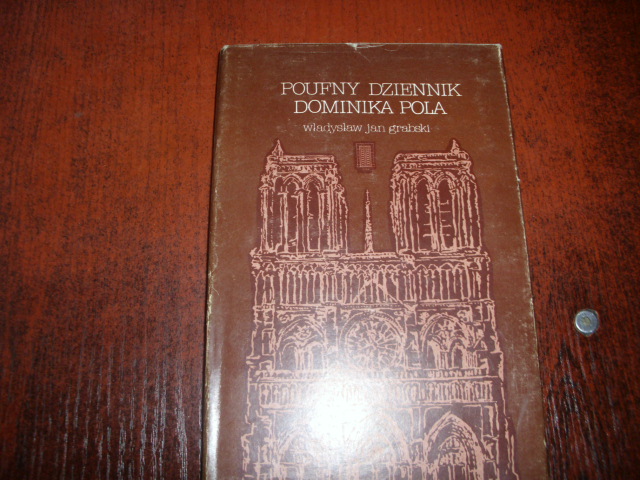 POUFNY DZIENNIK
DOMINIKA POLA
władysław jan grabski